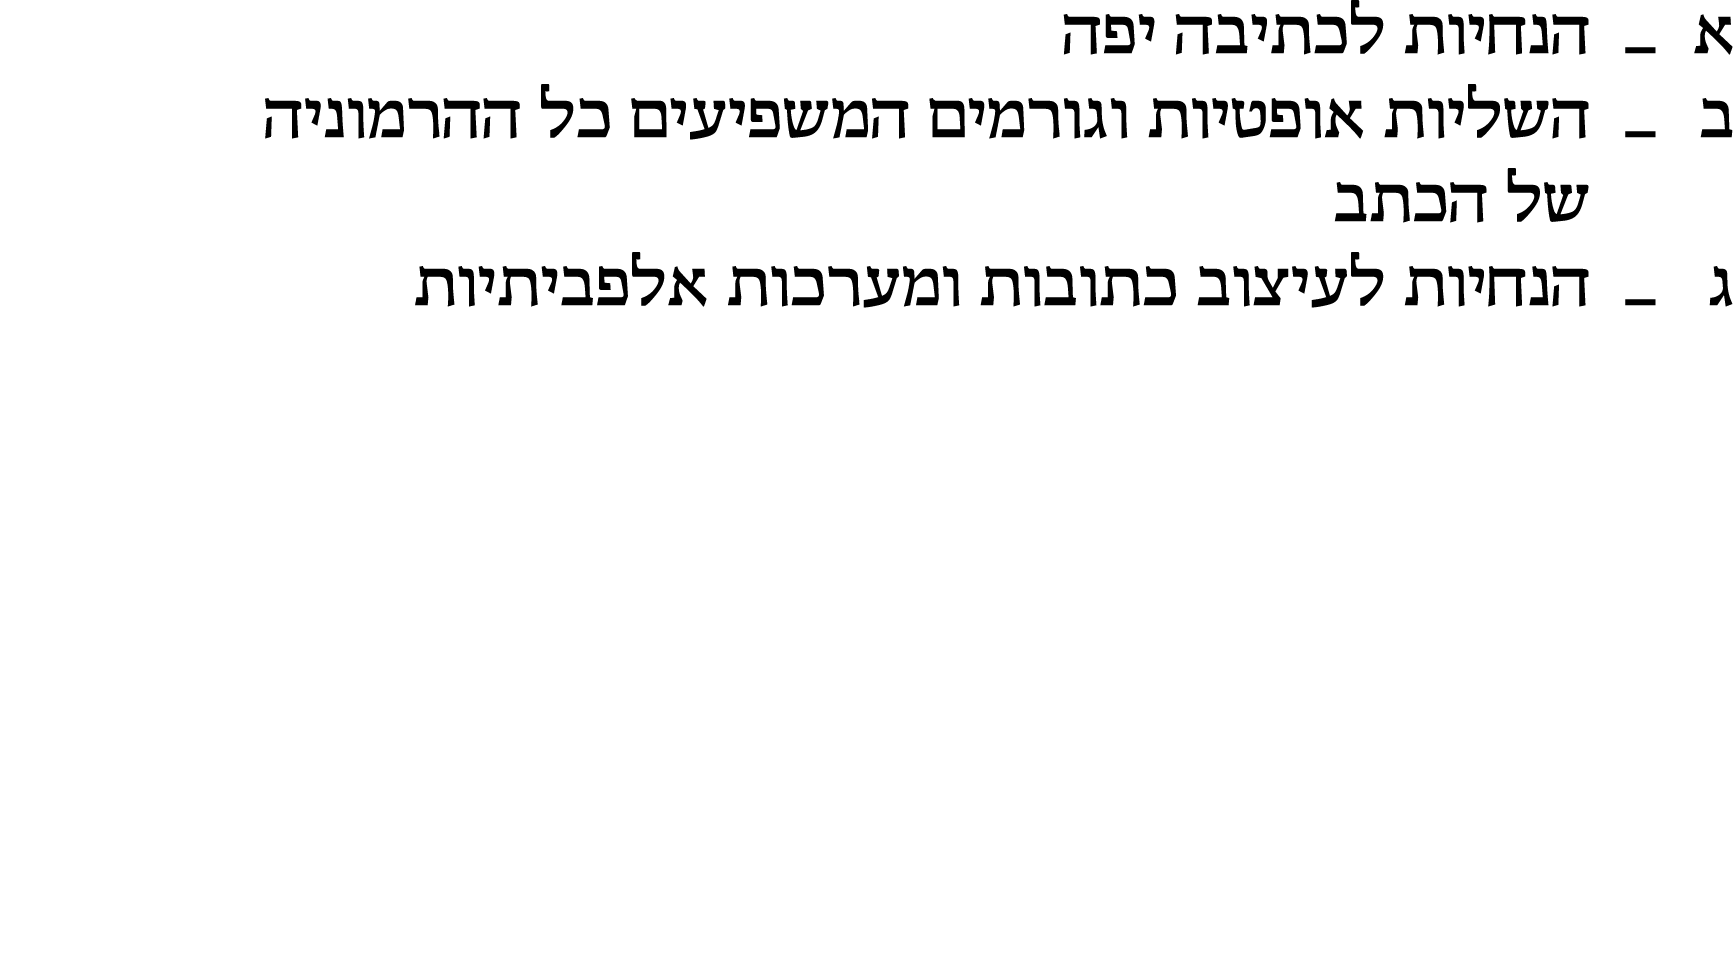 א – הנחיות לכתיבה יפה
ב – השליות אופטיות וגורמים המשפיעים כל ההרמוניה
של הכתב
ג – הנחיות לעיצוב כתובות ומערכות אלפביתיות